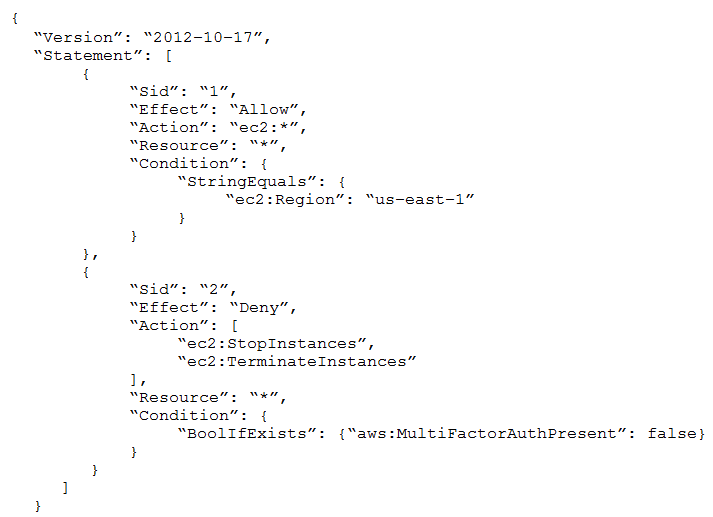 {
“Version”: “2012-10-17”,
“Statement”: [
{
“Sid”: “1”,
“Effect”: “Allow”,
“Action”: “ec2:*”,
“Resource”: “*”,
“Condition”: {
“StringEquals”: {
“ec2:Region”: “us-east-1”
}
}
},
{
“Sid”: “2”,
“Effect”: “Deny”,
“Action”: [
“ec2:StopInstances”,
“ec2:TerminateInstances”
],
“Resource”: “*”,
“Condition”: {
“BoolIfExists”: {“aws:MultiFactorAuthPresent”: false}
}
}
]
}